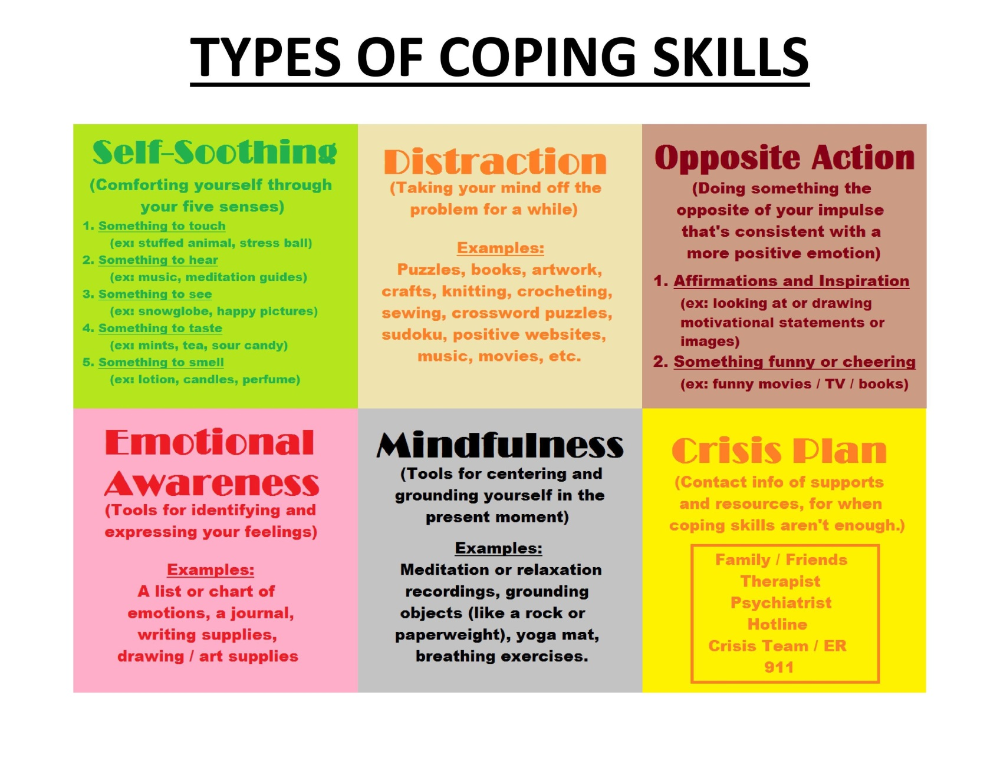 TYPES OF COPING SKILLS
Self-Soothing
(Comforting yourself through
your five senses)
1. Something to touch
(ex: stuffed animal, stress ball)
2. Something to hear
(ex: music, meditation guides)
3. Something to see
(ex: snowglobe, happy pictures)
4. Something to taste
(ex: mints, tea, sour candy)
5. Something to smell
(ex: lotion, candles, perfume)
Distraction
(Taking your mind off the
problem for a while)
Examples:
Puzzles, books, artwork,
crafts, knitting, crocheting,
sewing, crossword puzzles,
sudoku, positive websites,
music, movies, etc.
Opposite Action
(Doing something the
opposite of your impulse
that's consistent with a
more positive emotion)
1. Affirmations and Inspiration
(ex: looking at or drawing
motivational statements or
images)
2. Something funny or cheering
(ex: funny movies / TV / books)
Emotional
Awareness
(Tools for identifying and
expressing your feelings)
Examples:
A list or chart of
emotions, a journal,
writing supplies,
drawing / art supplies
Mindfulness
(Tools for centering and
grounding yourself in the
present moment)
Examples:
Meditation or relaxation
recordings, grounding
objects (like a rock or
paperweight), yoga mat,
breathing exercises.
Crisis Plan
(Contact info of supports
and resources, for when
coping skills aren't enough.)
Family / Friends
Therapist
Psychiatrist
Hotline
Crisis Team / ER
911